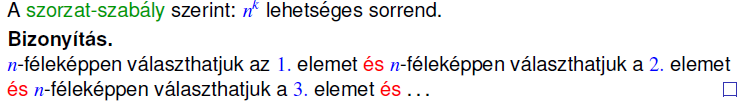 A szorzat-szabály szerint: nᵏ lehetséges sorrend.
Bizonyítás.
n-féleképpen választhatjuk az 1. elemet és n-féleképpen választhatjuk a 2. elemet
és n-féleképpen választhatjuk a 3. elemet és ... □